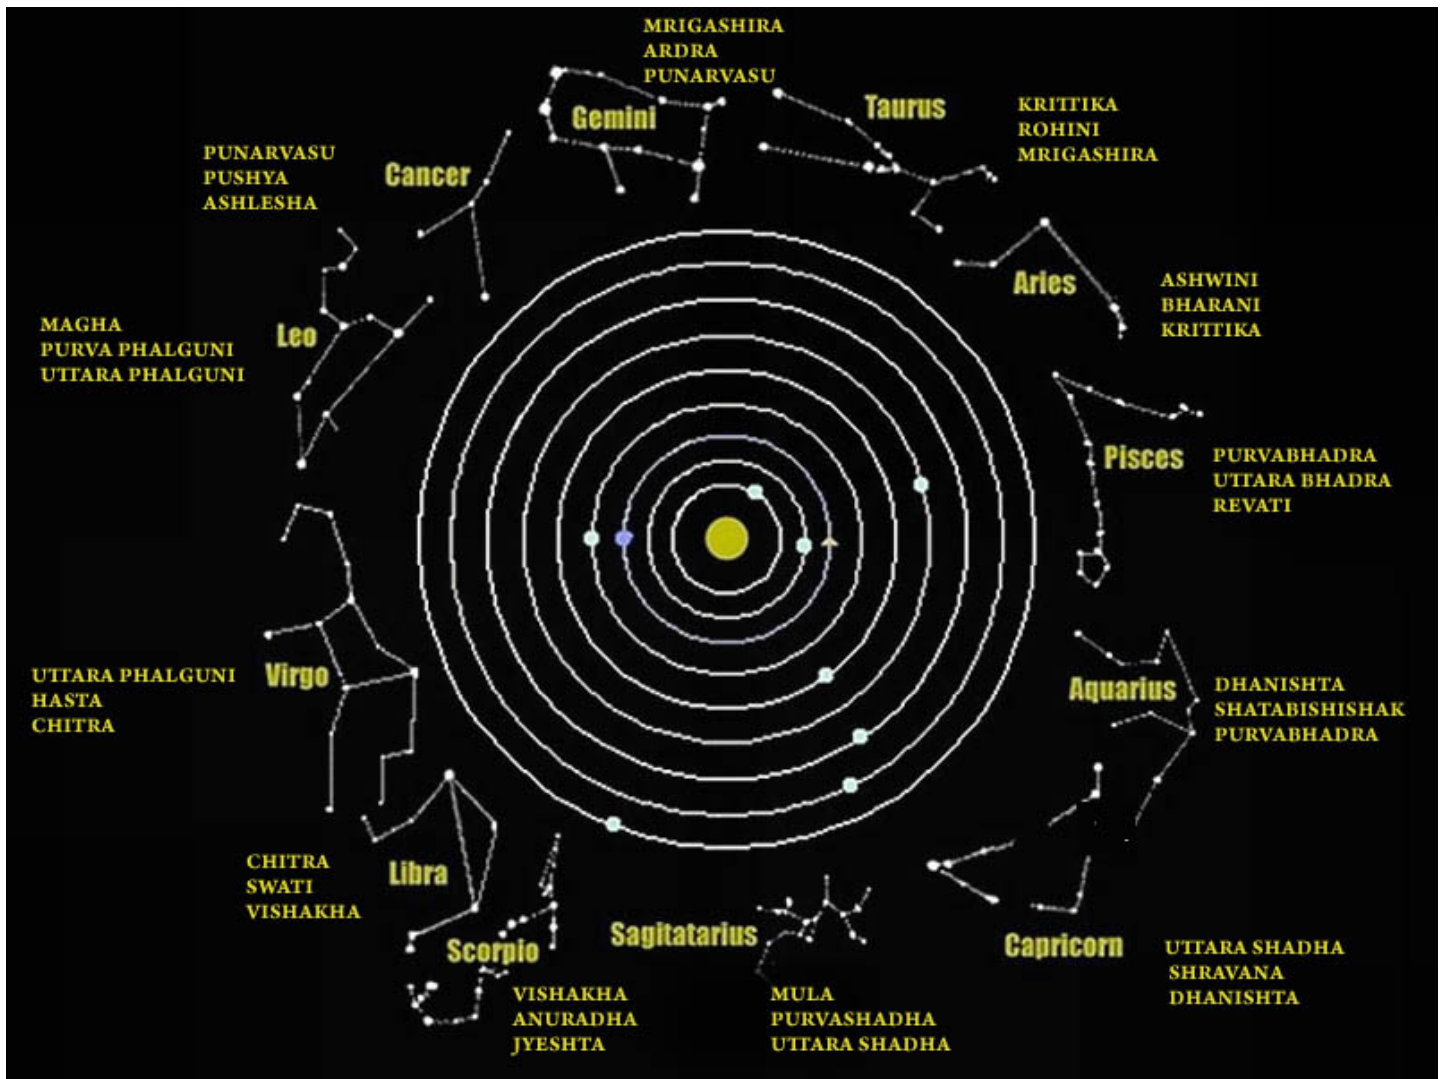 MRIGASHIRA
ARDRA
PUNARVASU
Gemini
Taurus
KRITTIKA
ROHINI
MRIGASHIRA
Cancer
PUNARVASU
PUSHYA
ASHLESHA
Aries
ASHWINI
BHARANI
KRITTIKA
Leo
MAGHA
PURVA PHALGUNI
UTTARA PHALGUNI
Pisces
PURVABHADRA
UTTARA BHADRA
REVATI
Virgo
UTTARA PHALGUNI
HASTA
CHITRA
Aquarius
DHANISHTA
SHATABISHISHAK
PURVABHADRA
Libra
CHITRA
SWATI
VISHAKHA
Scorpio
VISHAKHA
ANURADHA
JYESHTA
Sagitatarius
MULA
PURVASHADHA
UTTARA SHADHA
Capricorn
UTTARA SHADHA
SHRAVANA
DHANISHTA